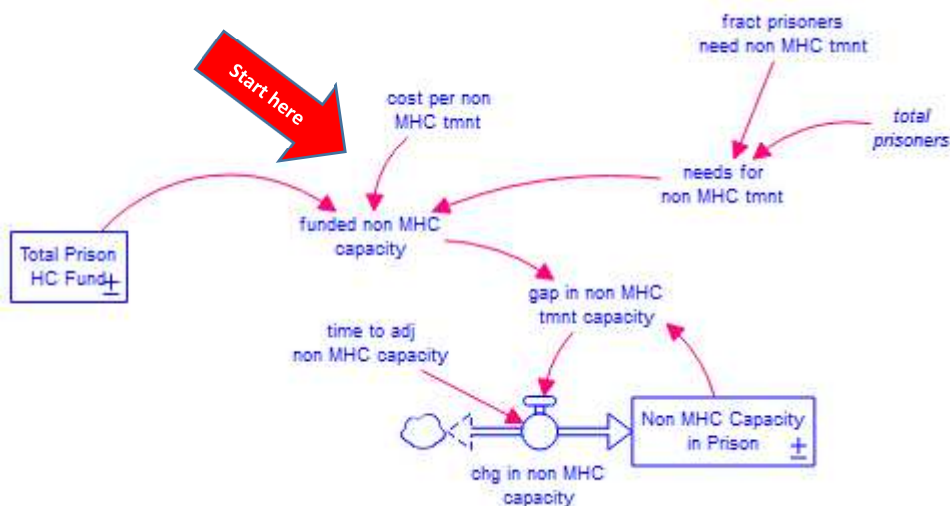 fract prisoners
need non MHC tmnt
Start here
cost per non
MHC tmnt
total
prisoners
needs for
non MHC tmnt
funded non MHC
capacity
Total Prison
HC Fund
gap in non MHC
tmnt capacity
time to adj
non MHC capacity
Non MHC Capacity
in Prison
chg in non MHC
capacity